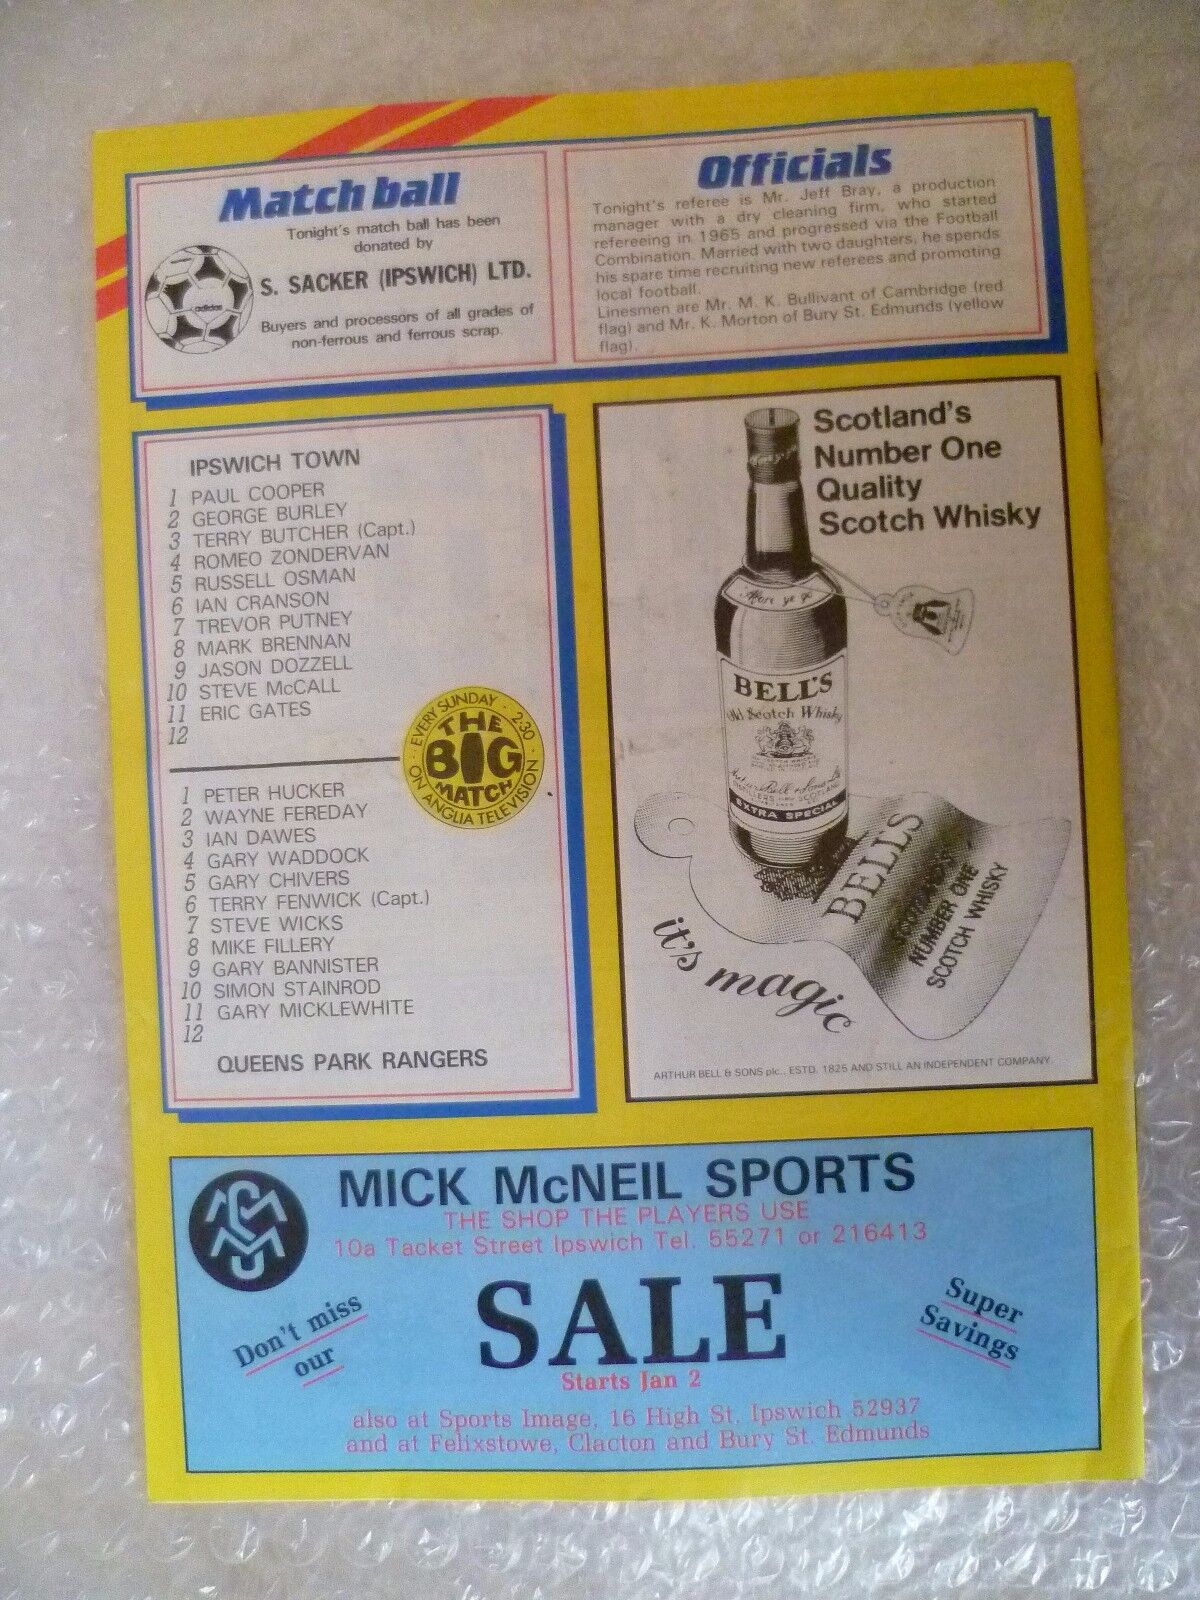 Match ball
Tonight's match ball has been
donated by
S. SACKER (IPSWICH) LTD.
Buyers and processors of all grades of
non-ferrous and ferrous scrap.
adidas
Officials
Tonight's referee is Mr. Jeff Bray, a production
manager with a dry cleaning firm, who started
refereeing in 1965 and progressed via the Football
Combination. Married with two daughters, he spends
his spare time recruiting new referees and promoting
local football.
Linesmen are Mr. M. K. Bullivant of Cambridge (red
flag) and Mr. K. Morton of Bury St. Edmunds (yellow
flag).
IPSWICH TOWN
1 PAUL COOPER
2 GEORGE BURLEY
3 TERRY BUTCHER (Capt.)
4 ROMEO ZONDERVAN
5 RUSSELL OSMAN
6 IAN CRANSON
7 TREVOR PUTNEY
8 MARK BRENNAN
9 JASON DOZZELL
10 STEVE McCALL
11 ERIC GATES
12
EVERY SUNDAY · 2·30 ·
THE
BIG
MATCH
ON ANGLIA TELEVISION
1 PETER HUCKER
2 WAYNE FEREDAY
3 IAN DAWES
4 GARY WADDOCK
5 GARY CHIVERS
6 TERRY FENWICK (Capt.)
7 STEVE WICKS
8 MIKE FILLERY
9 GARY BANNISTER
10 SIMON STAINROD
11 GARY MICKLEWHITE
12
QUEENS PARK RANGERS
Scotland's
Number One
Quality
Scotch Whisky
Afore ye go
BELL'S
Old Scotch Whisky
EXTRA SPECIAL
BELL'S
SCOTLAND'S
NUMBER ONE
SCOTCH WHISKY
it's magic
ARTHUR BELL & SONS plc., ESTD. 1825 AND STILL AN INDEPENDENT COMPANY.
MICK McNEIL SPORTS
THE SHOP THE PLAYERS USE
10a Tacket Street Ipswich Tel. 55271 or 216413
Don't miss
our
SALE
Super
Savings
Starts Jan 2
also at Sports Image, 16 High St. Ipswich 52937
and at Felixstowe, Clacton and Bury St. Edmunds